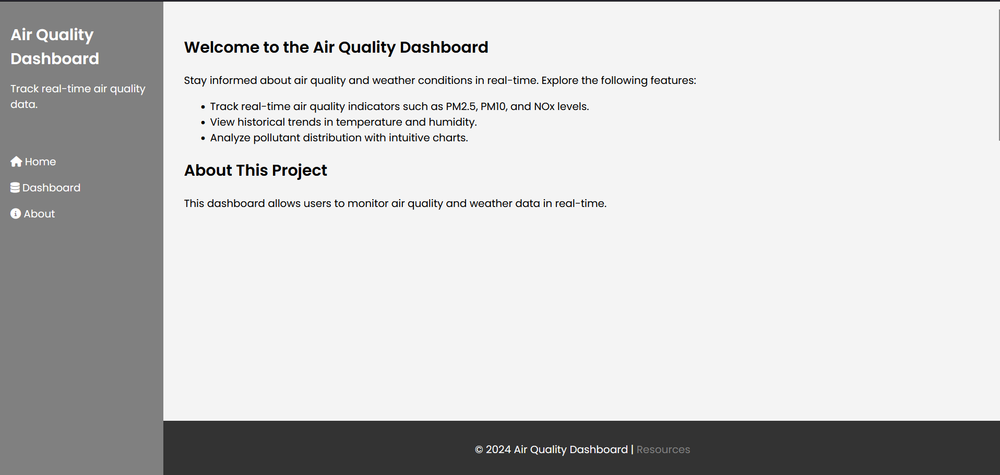 Air Quality
Dashboard
Track real-time air quality
data.
Home
Dashboard
About
Welcome to the Air Quality Dashboard
Stay informed about air quality and weather conditions in real-time. Explore the following features:
• Track real-time air quality indicators such as PM2.5, PM10, and NOx levels.
• View historical trends in temperature and humidity.
• Analyze pollutant distribution with intuitive charts.
About This Project
This dashboard allows users to monitor air quality and weather data in real-time.
© 2024 Air Quality Dashboard | Resources